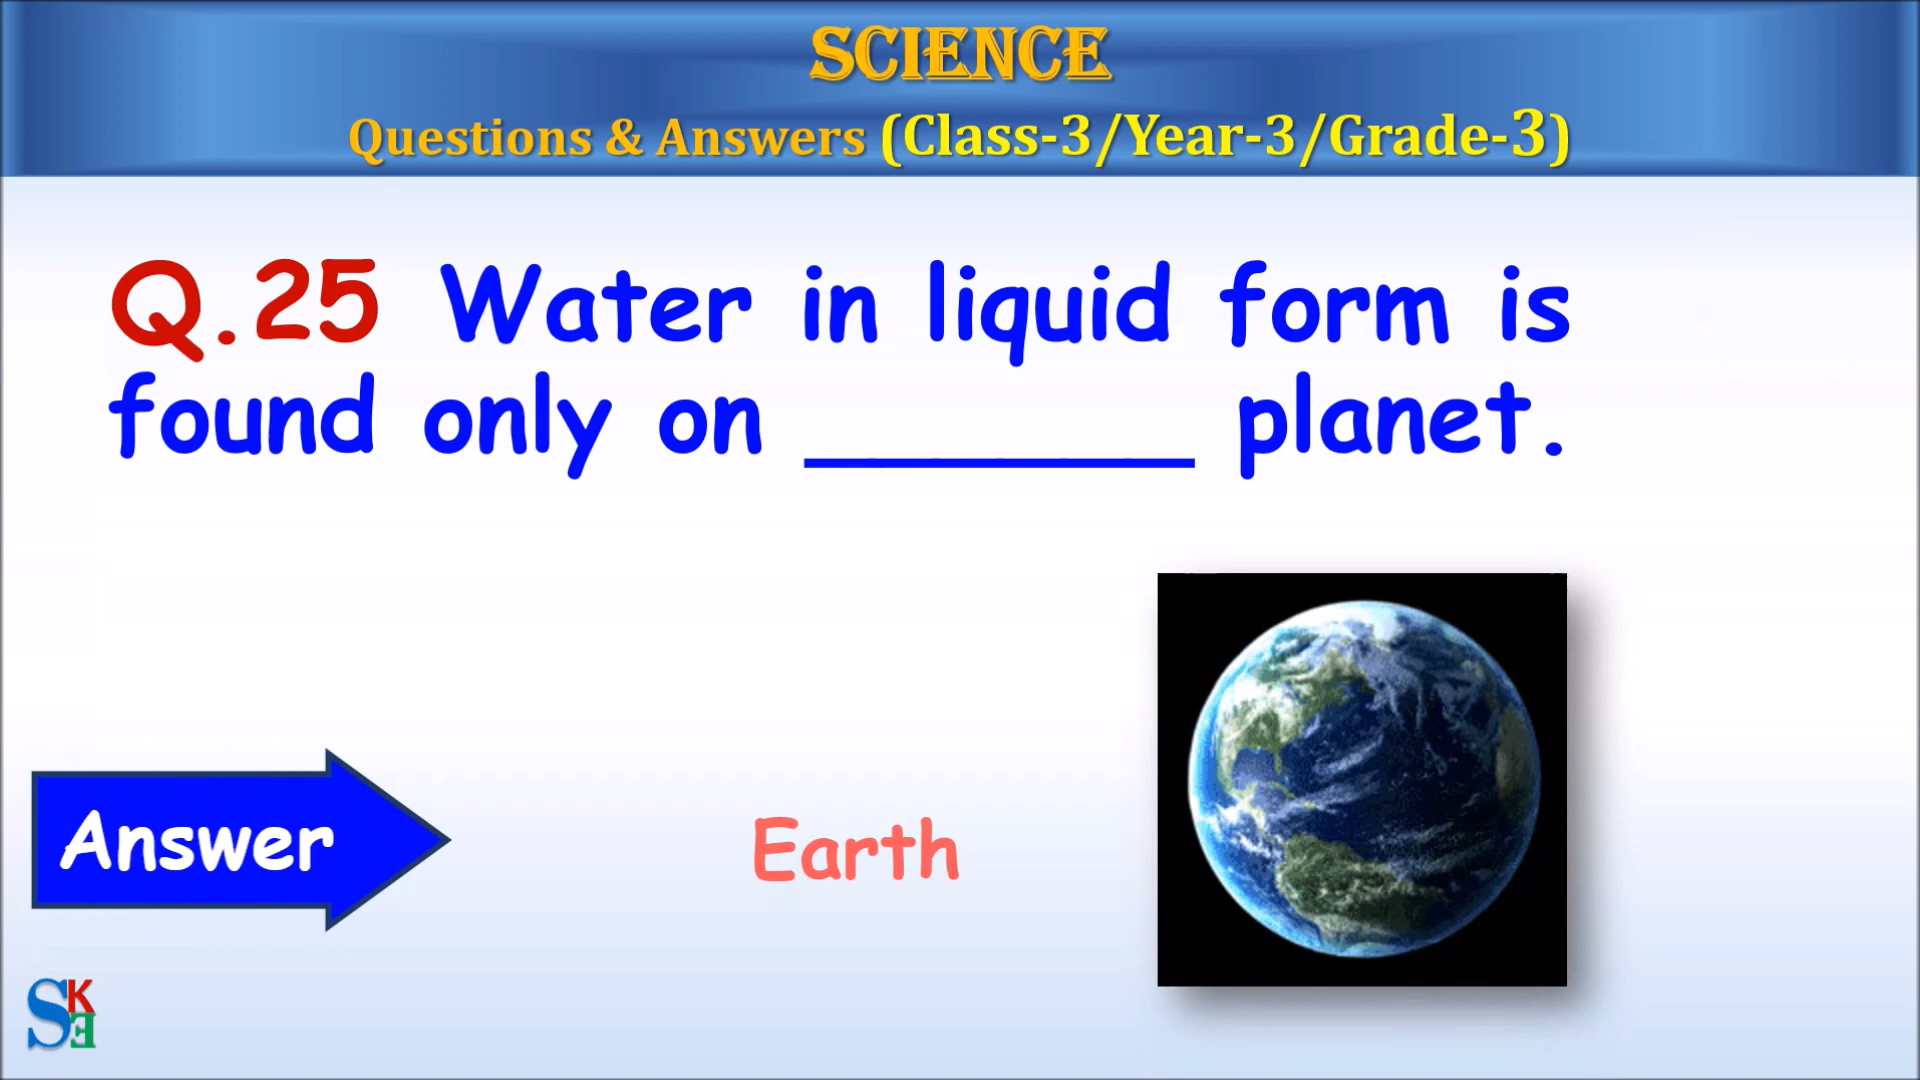 SCIENCE
Questions & Answers (Class-3/Year-3/Grade-3)
Q.25 Water in liquid form is
found only on ______ planet.
Answer
Earth
SKE